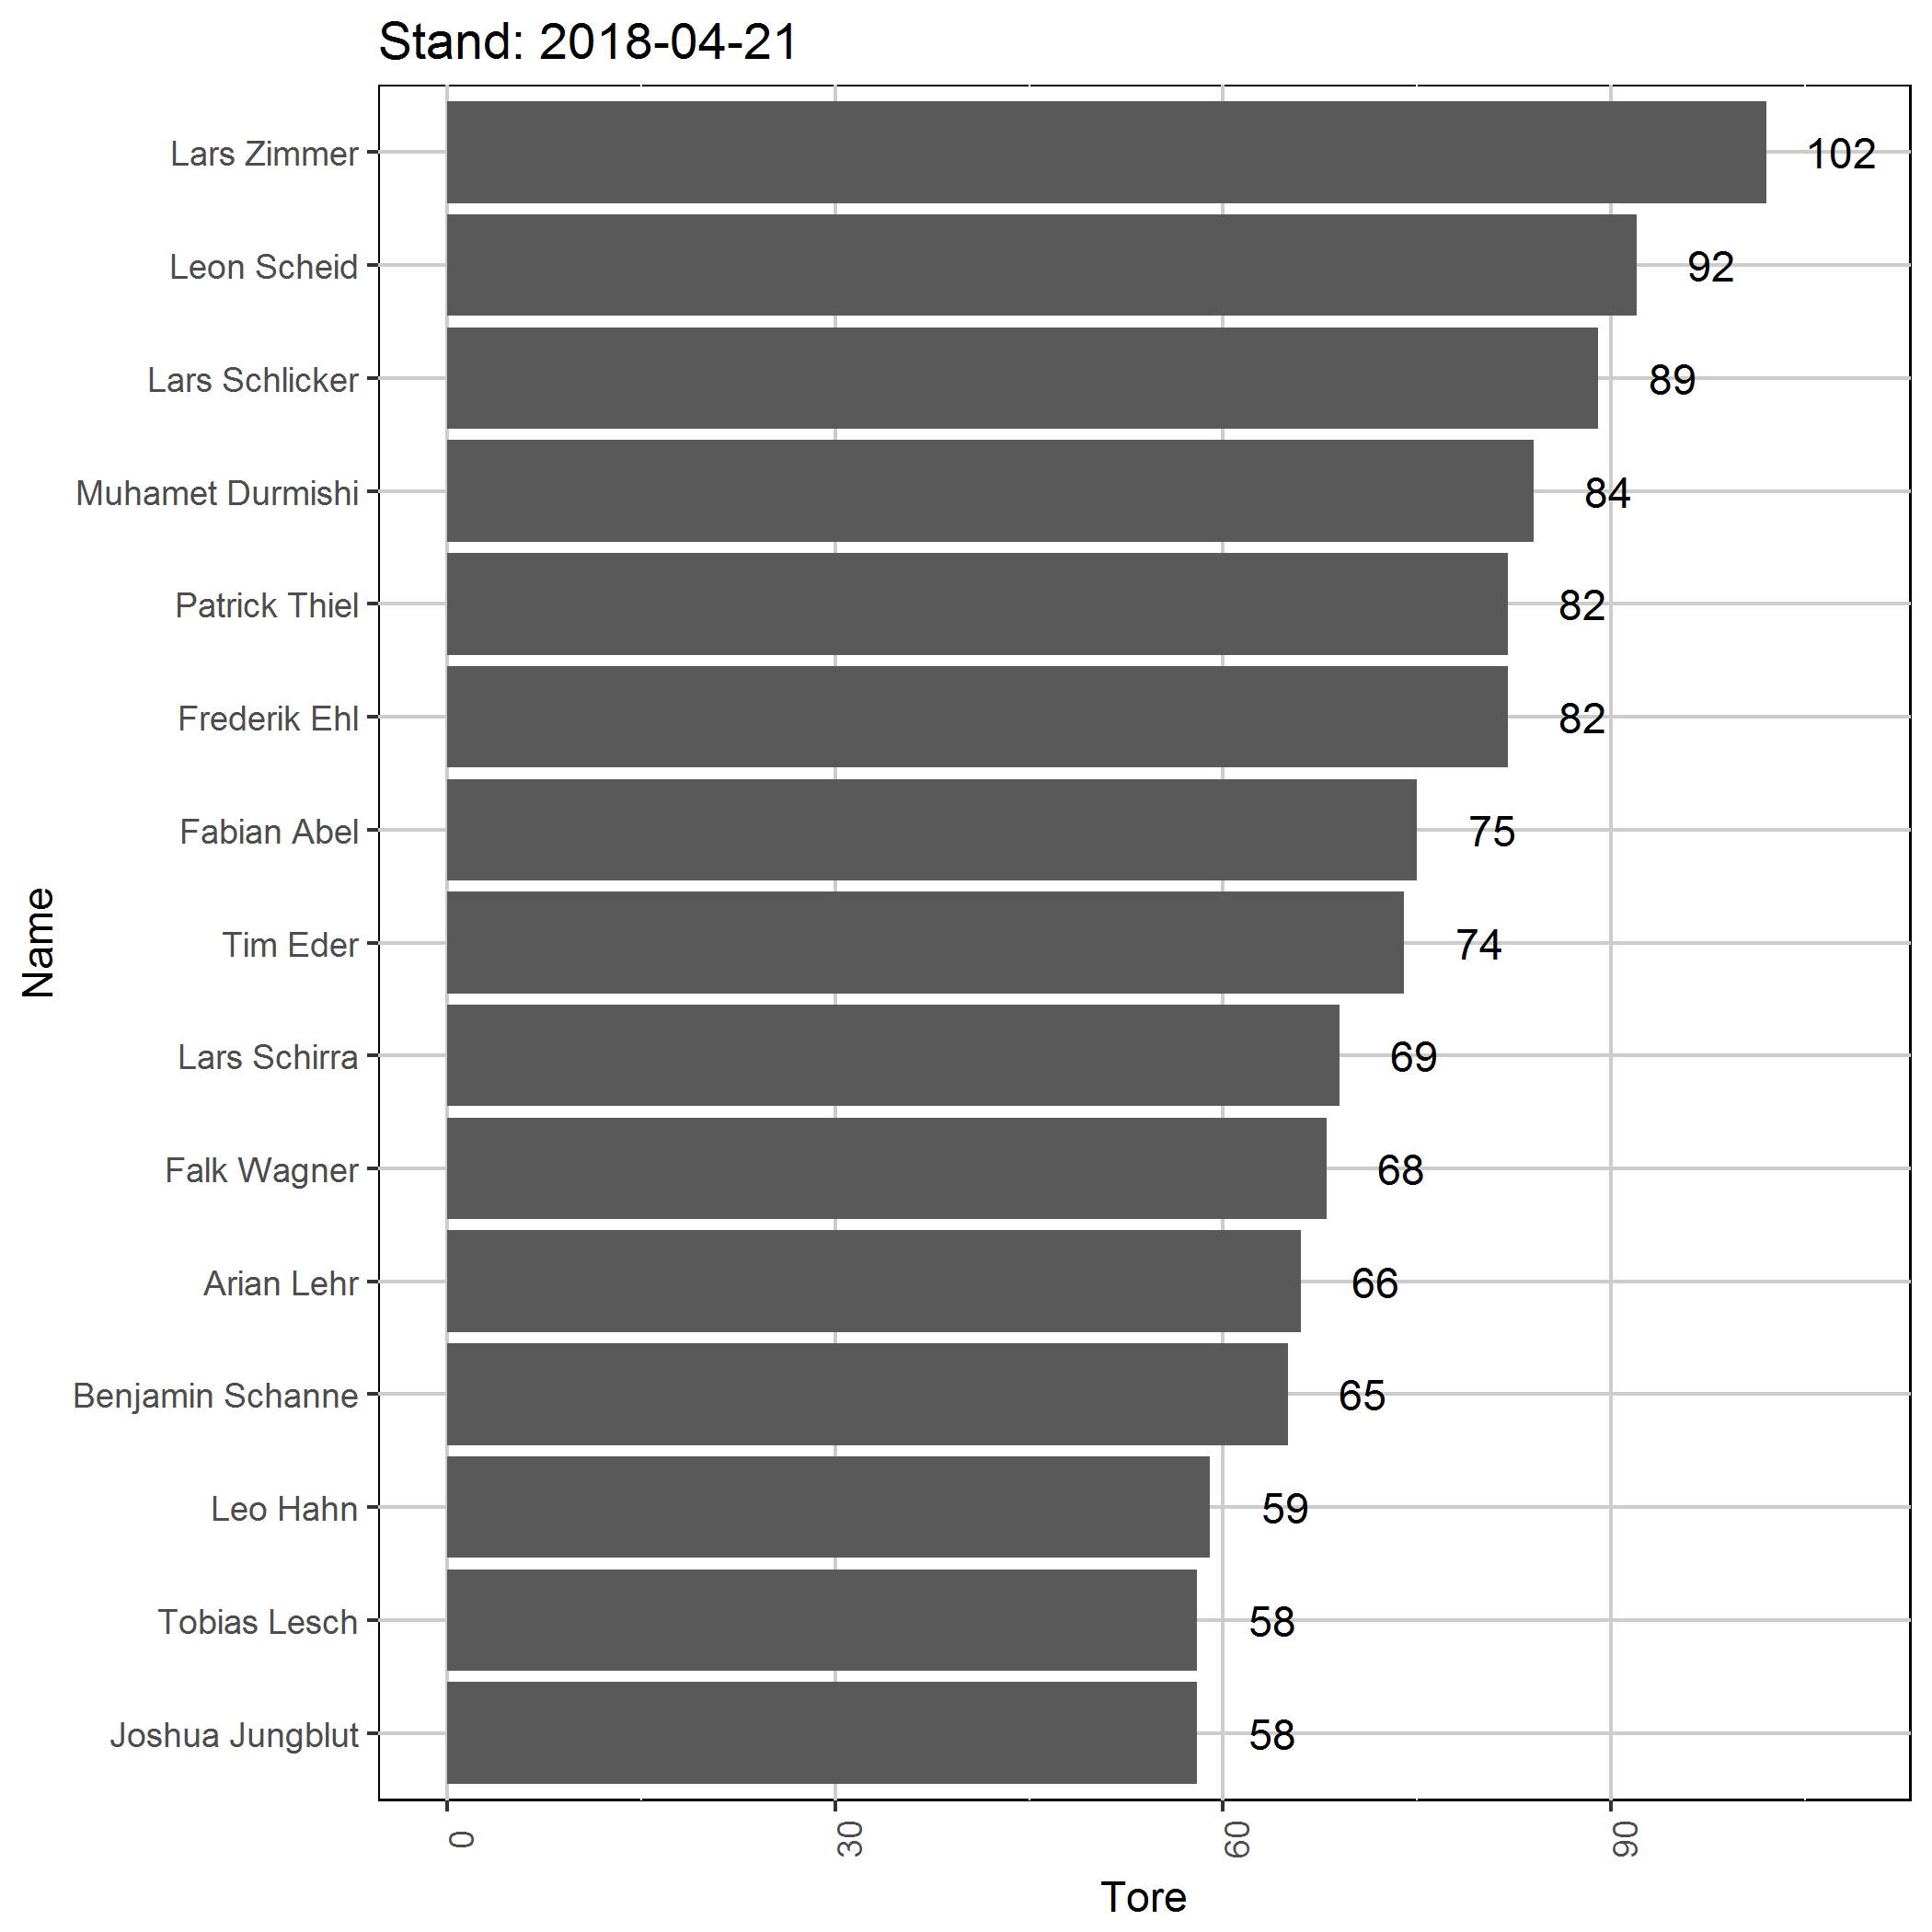 Stand: 2018-04-21
Name
Lars Zimmer 102
Leon Scheid 92
Lars Schlicker 89
Muhamet Durmishi 84
Patrick Thiel 82
Frederik Ehl 82
Fabian Abel 75
Tim Eder 74
Lars Schirra 69
Falk Wagner 68
Arian Lehr 66
Benjamin Schanne 65
Leo Hahn 59
Tobias Lesch 58
Joshua Jungblut 58
0 30 60 90
Tore